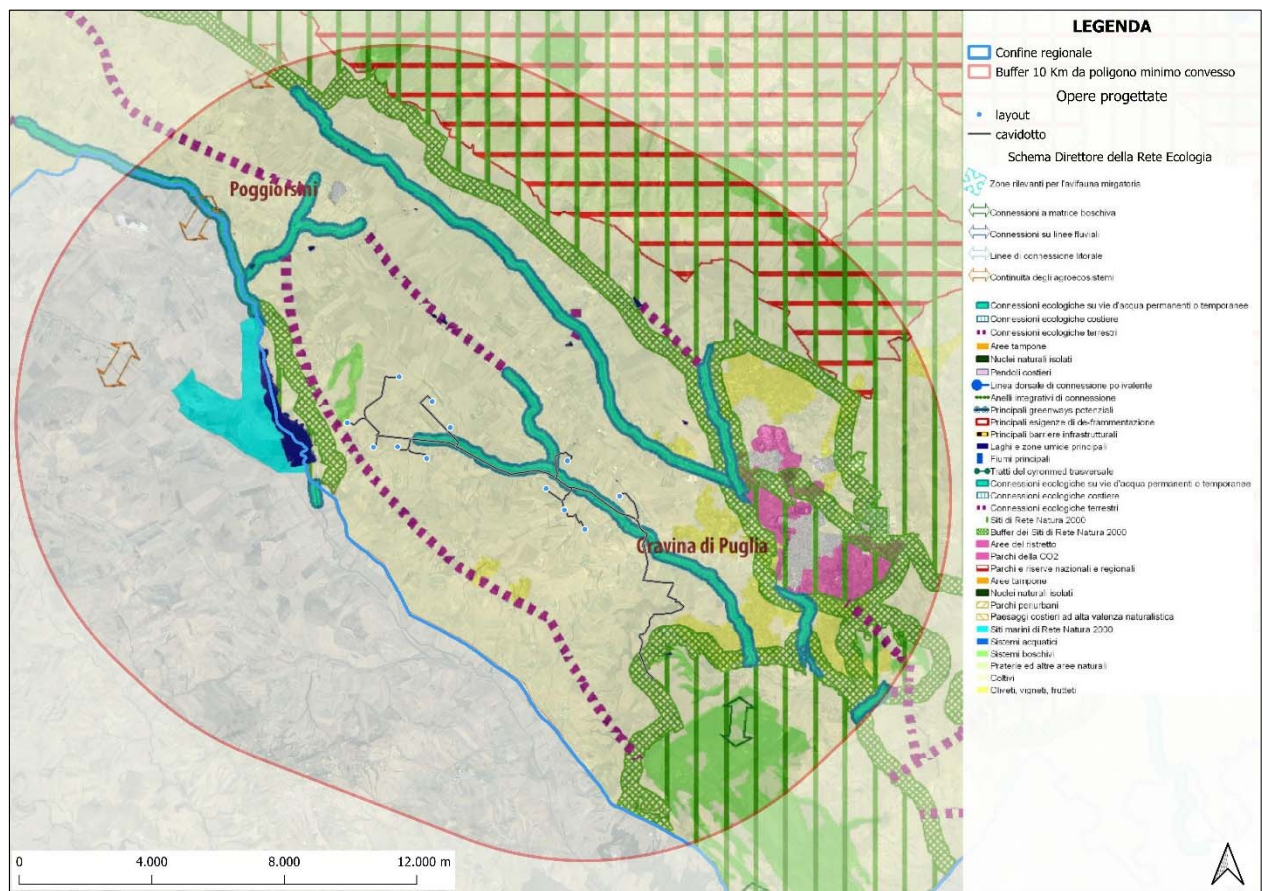 LEGENDA
Confine regionale
Buffer 10 Km da poligono minimo convesso
Opere progettate
layout
cavidotto
Schema Direttore della Rete Ecologia
Zone rilevanti per l'avifauna mirgatoria
Connessioni a matrice boschiva
Connessioni su linee fluviali
Linee di connessione litorale
Continuità degli agroecosistemi
Connessioni ecologiche su vie d'acqua permanenti o temporanee
Connessioni ecologiche costiere
Connessioni ecologiche terrestri
Aree tampone
Nuclei naturali isolati
Pendoli costieri
Linea dorsale di connessione polivalente
Anelli integrativi di connessione
Principali greenways potenziali
Principali esigenze di de-frammentazione
Principali barriere infrastrutturali
Laghi e zone umide principali
Fiumi principali
Tratti del cyronmed trasversale
Connessioni ecologiche su vie d'acqua permanenti o temporanee
Connessioni ecologiche costiere
Connessioni ecologiche terrestri
Siti di Rete Natura 2000
Buffer dei Siti di Rete Natura 2000
Aree del ristretto
Parchi della CO2
Parchi e riserve nazionali e regionali
Aree tampone
Nuclei naturali isolati
Parchi periurbani
Paesaggi costieri ad alta valenza naturalistica
Siti marini di Rete Natura 2000
Sistemi acquatici
Sistemi boschivi
Praterie ed altre aree naturali
Coltivi
Oliveti, vigneti, frutteti
Poggiorsini
Gravina di Puglia
0 4.000 8.000 12.000 m